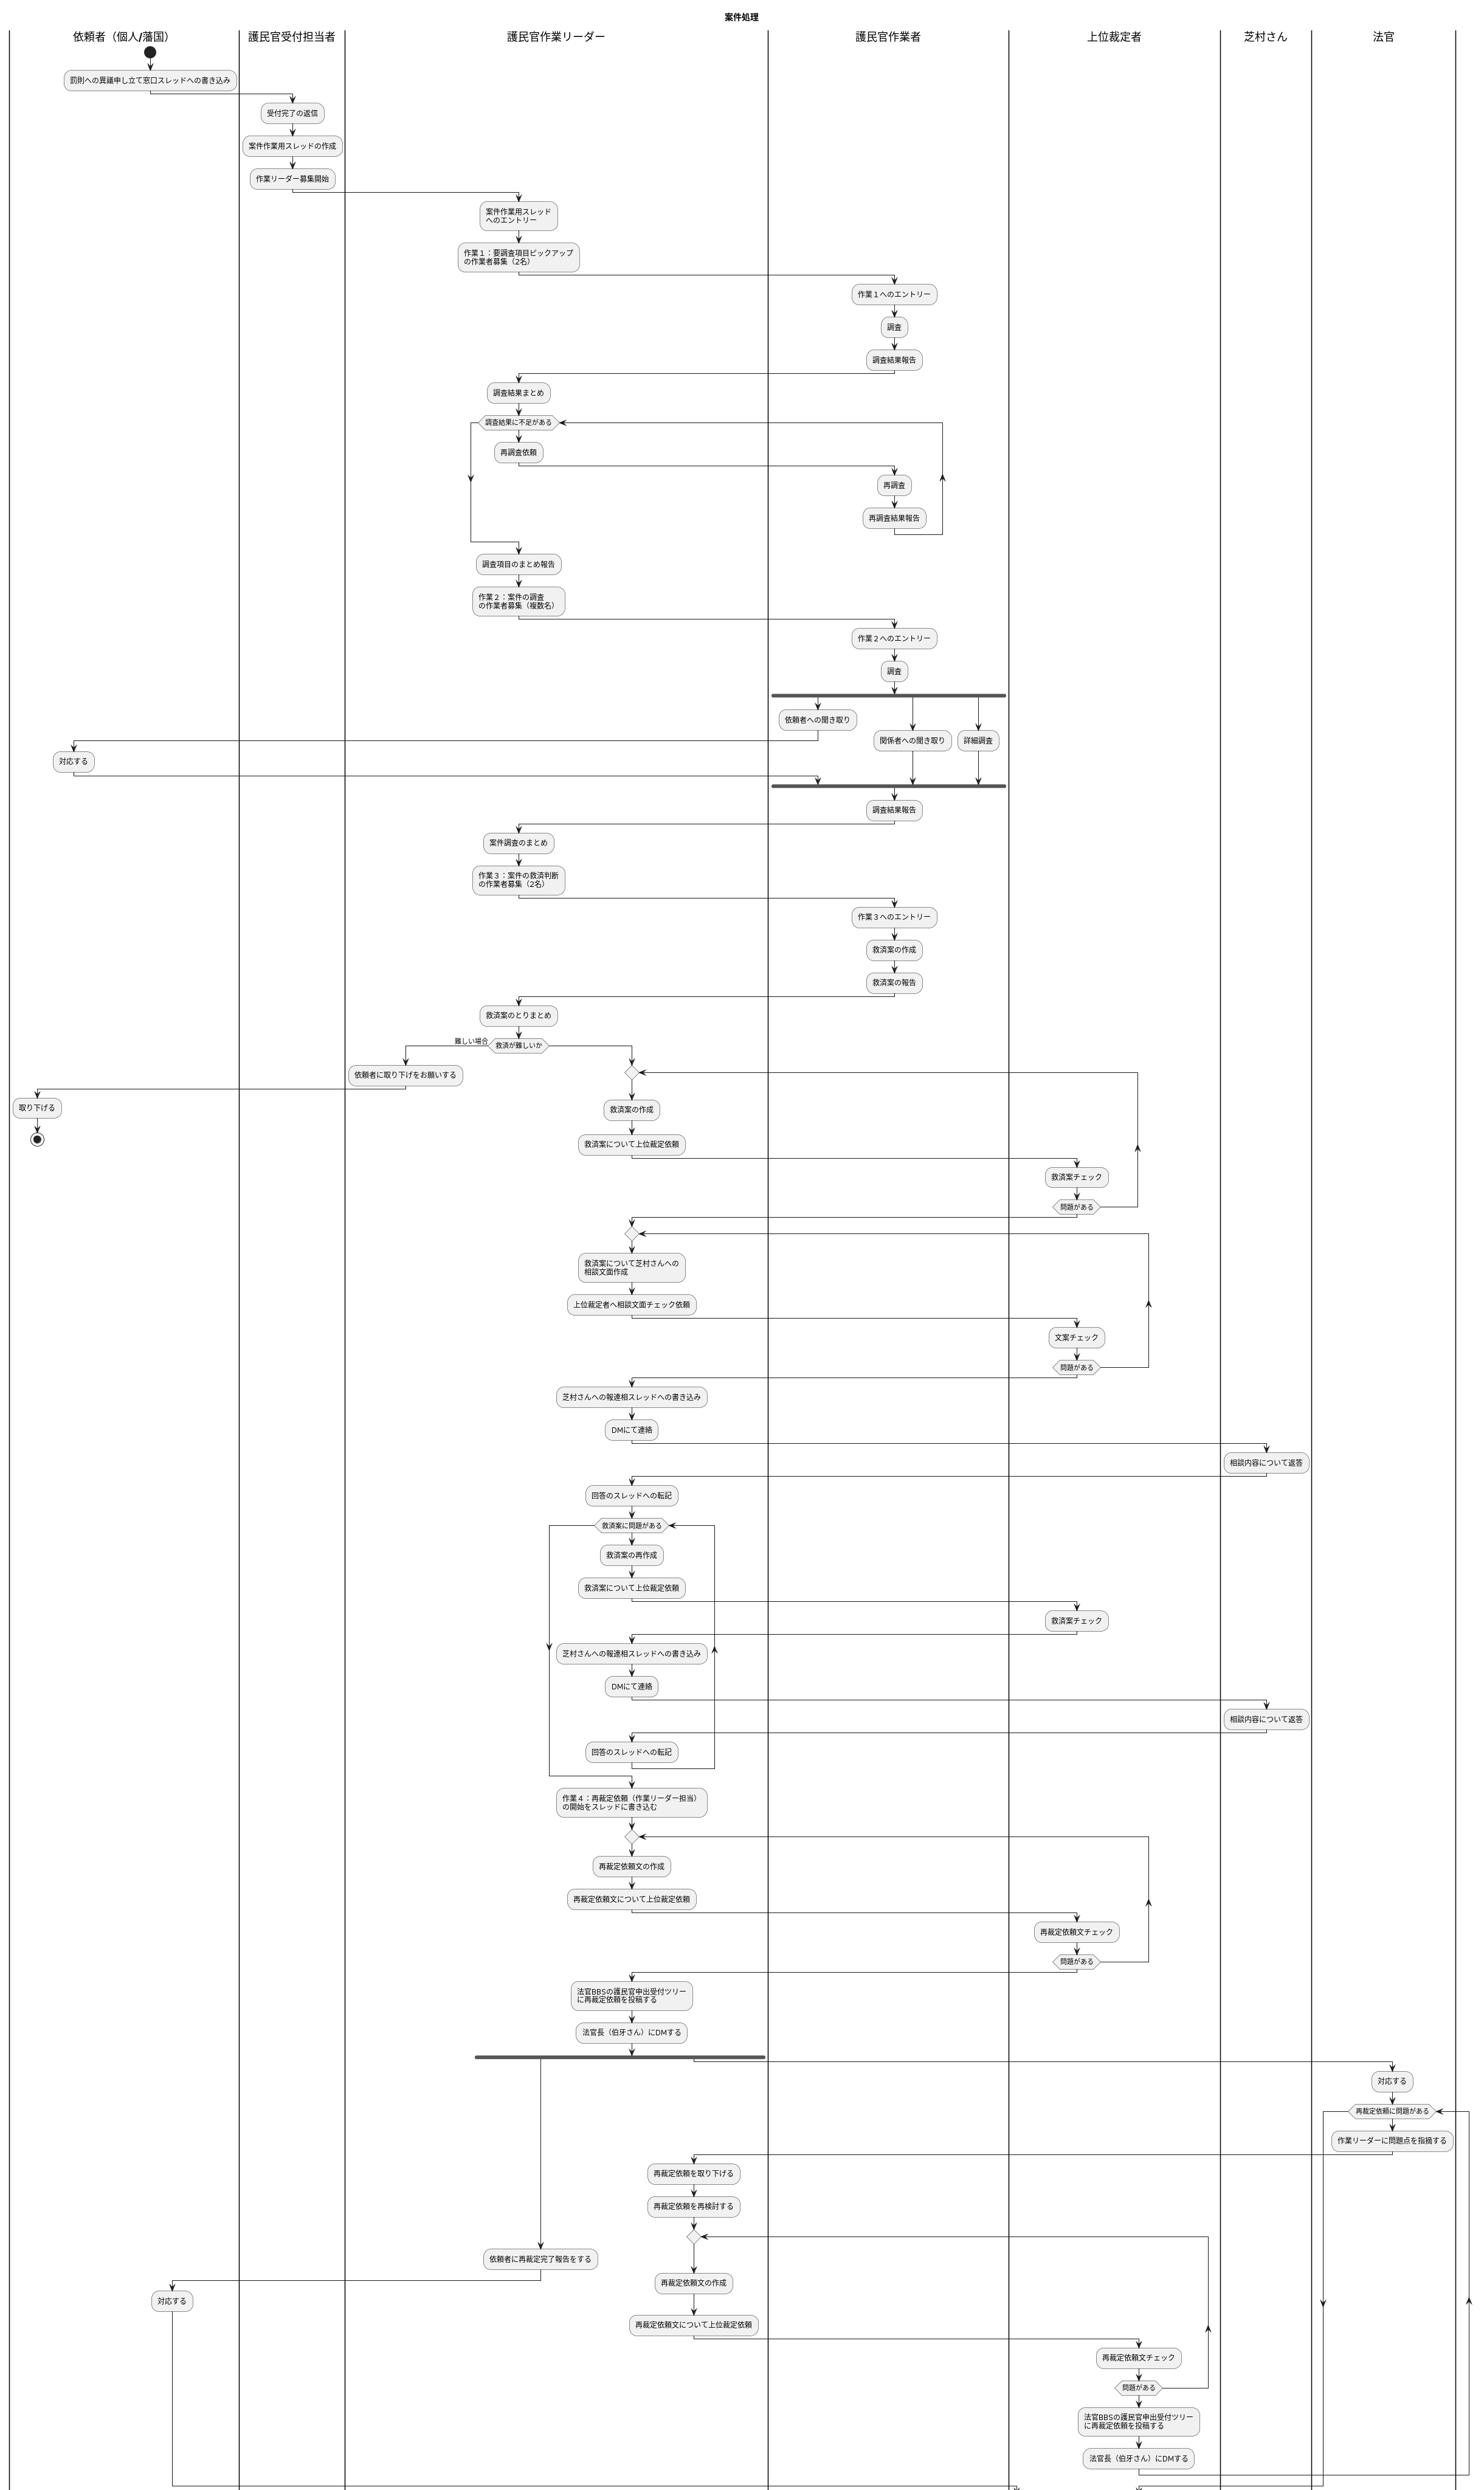 案件処理
依頼者（個人/藩国）
護民官受付担当者
護民官作業リーダー
護民官作業者
上位裁定者
芝村さん
法官
罰則への異議申し立て窓口スレッドへの書き込み
受付完了の返信
案件作業用スレッドの作成
作業リーダー募集開始
案件作業用スレッド
へのエントリー
作業１：要調査項目ピックアップ
の作業者募集（2名）
作業１へのエントリー
調査
調査結果報告
調査結果まとめ
調査結果に不足がある
再調査依頼
再調査
再調査結果報告
調査項目のまとめ報告
作業２：案件の調査
の作業者募集（複数名）
作業２へのエントリー
調査
依頼者への聞き取り
関係者への聞き取り
詳細調査
対応する
調査結果報告
案件調査のまとめ
作業３：案件の救済判断
の作業者募集（2名）
作業３へのエントリー
救済案の作成
救済案の報告
救済案のとりまとめ
難しい場合
救済が難しいか
依頼者に取り下げをお願いする
取り下げる
救済案の作成
救済案について上位裁定依頼
救済案チェック
問題がある
救済案について芝村さんへの
相談文面作成
上位裁定者へ相談文面チェック依頼
文案チェック
問題がある
芝村さんへの報連相スレッドへの書き込み
DMにて連絡
相談内容について返答
回答のスレッドへの転記
救済案に問題がある
救済案の再作成
救済案について上位裁定依頼
救済案チェック
芝村さんへの報連相スレッドへの書き込み
DMにて連絡
相談内容について返答
回答のスレッドへの転記
作業４：再裁定依頼（作業リーダー担当）
の開始をスレッドに書き込む
再裁定依頼文の作成
再裁定依頼文について上位裁定依頼
再裁定依頼文チェック
問題がある
法官BBSの護民官申出受付ツリー
に再裁定依頼を投稿する
法官長（伯牙さん）にDMする
対応する
再裁定依頼に問題がある
作業リーダーに問題点を指摘する
再裁定依頼を取り下げる
再裁定依頼を再検討する
依頼者に再裁定完了報告をする
再裁定依頼文の作成
対応する
再裁定依頼文について上位裁定依頼
再裁定依頼文チェック
問題がある
法官BBSの護民官申出受付ツリー
に再裁定依頼を投稿する
法官長（伯牙さん）にDMする